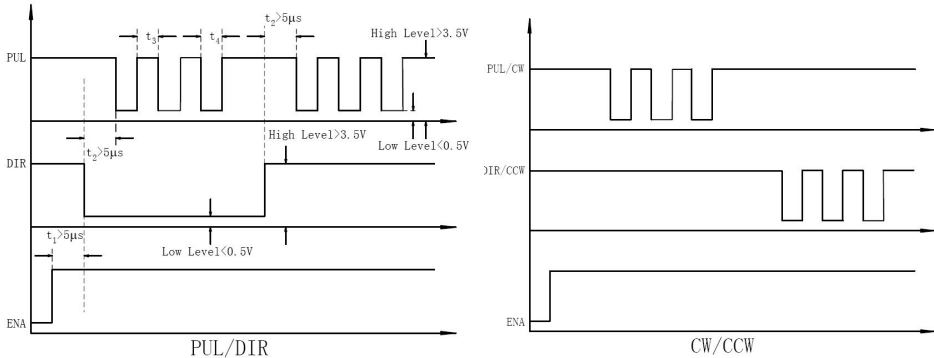 t2>5μs
t3
t4
High Level>3.5V
PUL
Low Level<0.5V
t2>5μs
High Level>3.5V
DIR
Low Level<0.5V
t1>5μs
ENA
PUL/DIR
PUL/CW
DIR/CCW
ENA
CW/CCW